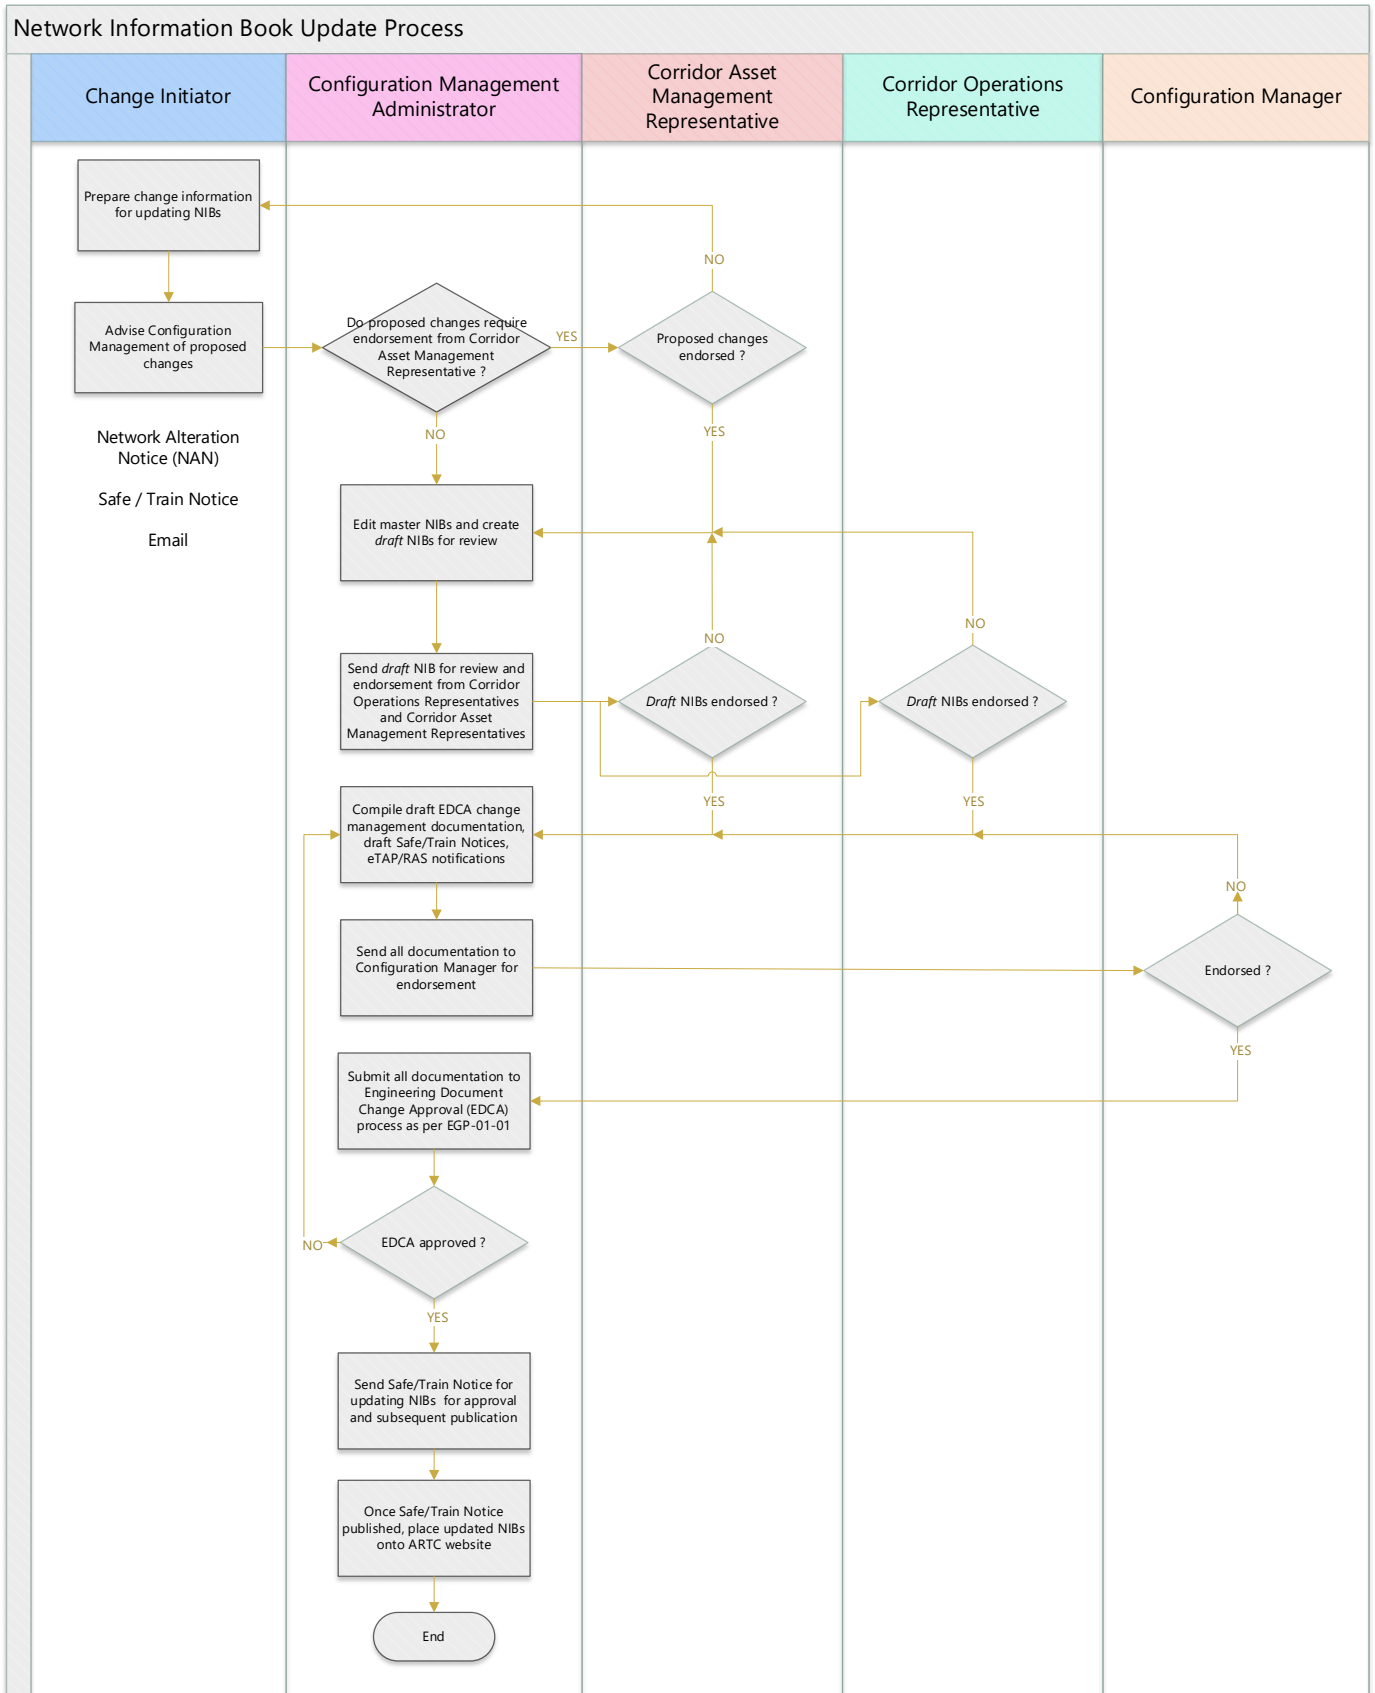 Network Information Book Update Process
Change Initiator
Configuration Management
Administrator
Corridor Asset
Management
Representative
Corridor Operations
Representative
Configuration Manager
Prepare change information
for updating NIBs
NO
Advise Configuration
Management of proposed
changes
Do proposed changes require
endorsement from Corridor
Asset Management
Representative ?
YES
Proposed changes
endorsed ?
NO
YES
Network Alteration
Notice (NAN)
Safe / Train Notice
Email
Edit master NIBs and create
draft NIBs for review
NO
NO
Send draft NIB for review and
endorsement from Corridor
Operations Representatives
and Corridor Asset
Management Representatives
Draft NIBs endorsed ?
Draft NIBs endorsed ?
YES
YES
Compile draft EDCA change
management documentation,
draft Safe/Train Notices,
eTAP/RAS notifications
NO
Send all documentation to
Configuration Manager for
endorsement
Endorsed ?
YES
Submit all documentation to
Engineering Document
Change Approval (EDCA)
process as per EGP-01-01
EDCA approved ?
NO
YES
Send Safe/Train Notice for
updating NIBs  for approval
and subsequent publication
Once Safe/Train Notice
published, place updated NIBs
onto ARTC website
End